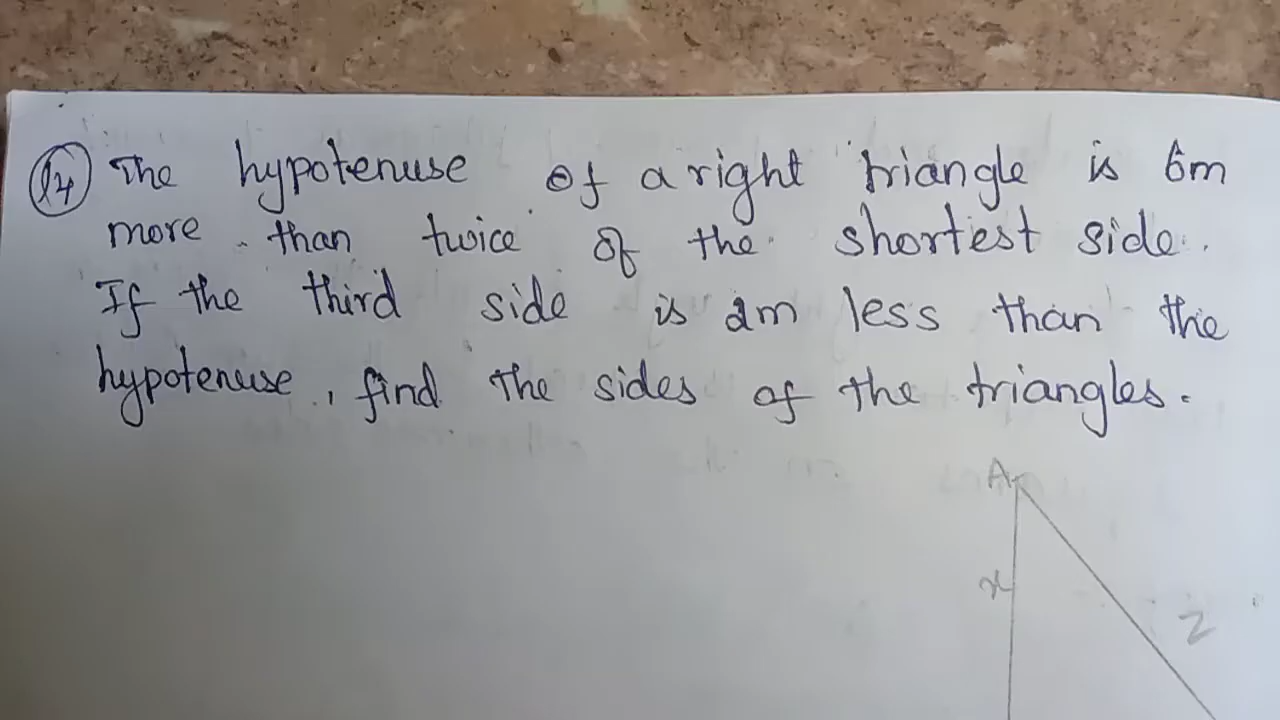 14 The hypotenuse of a right triangle is 6m
more than twice of the shortest side.
If the third side is 2m less than the
hypotenuse, find the sides of the triangles.
A
x
z